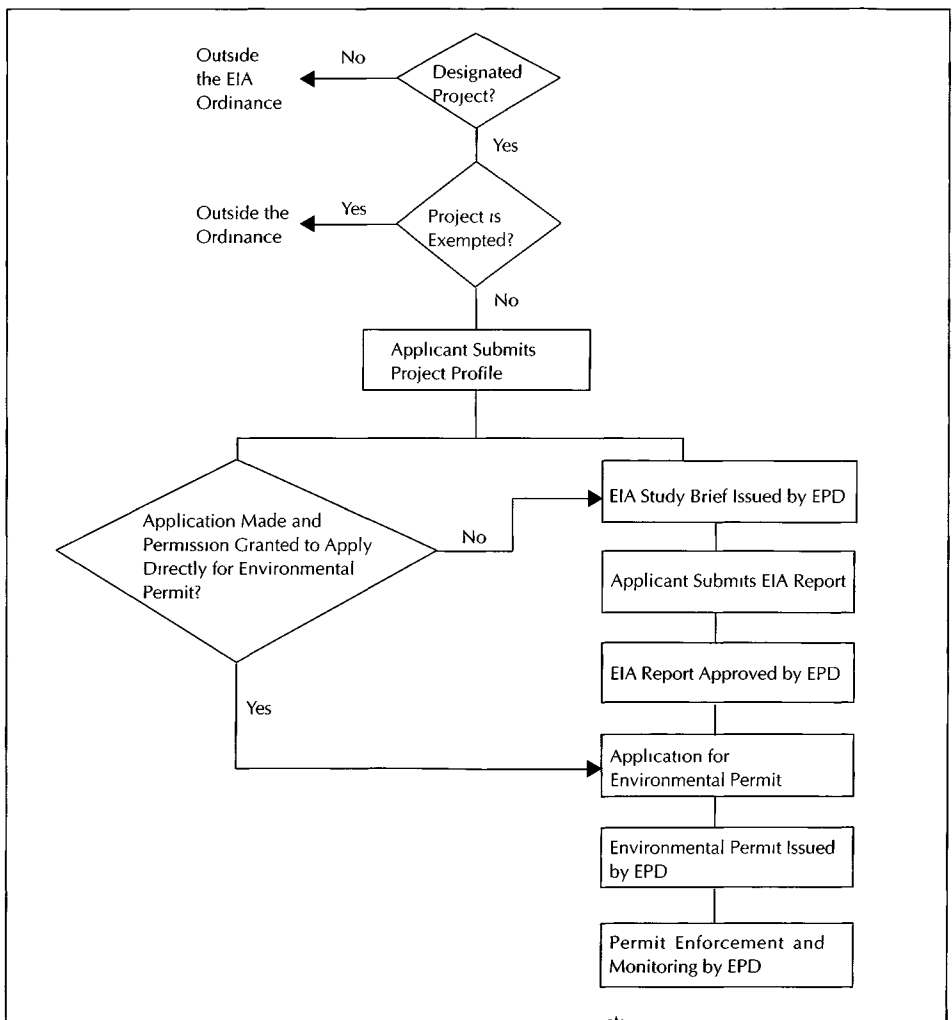 Outside
the EIA
Ordinance
No
Designated
Project?
Yes
Outside the
Ordinance
Yes
Project is
Exempted?
No
Applicant Submits
Project Profile
Application Made and
Permission Granted to Apply
Directly for Environmental
Permit?
No
EIA Study Brief Issued by EPD
Applicant Submits EIA Report
EIA Report Approved by EPD
Yes
Application for
Environmental Permit
Environmental Permit Issued
by EPD
Permit Enforcement and
Monitoring by EPD